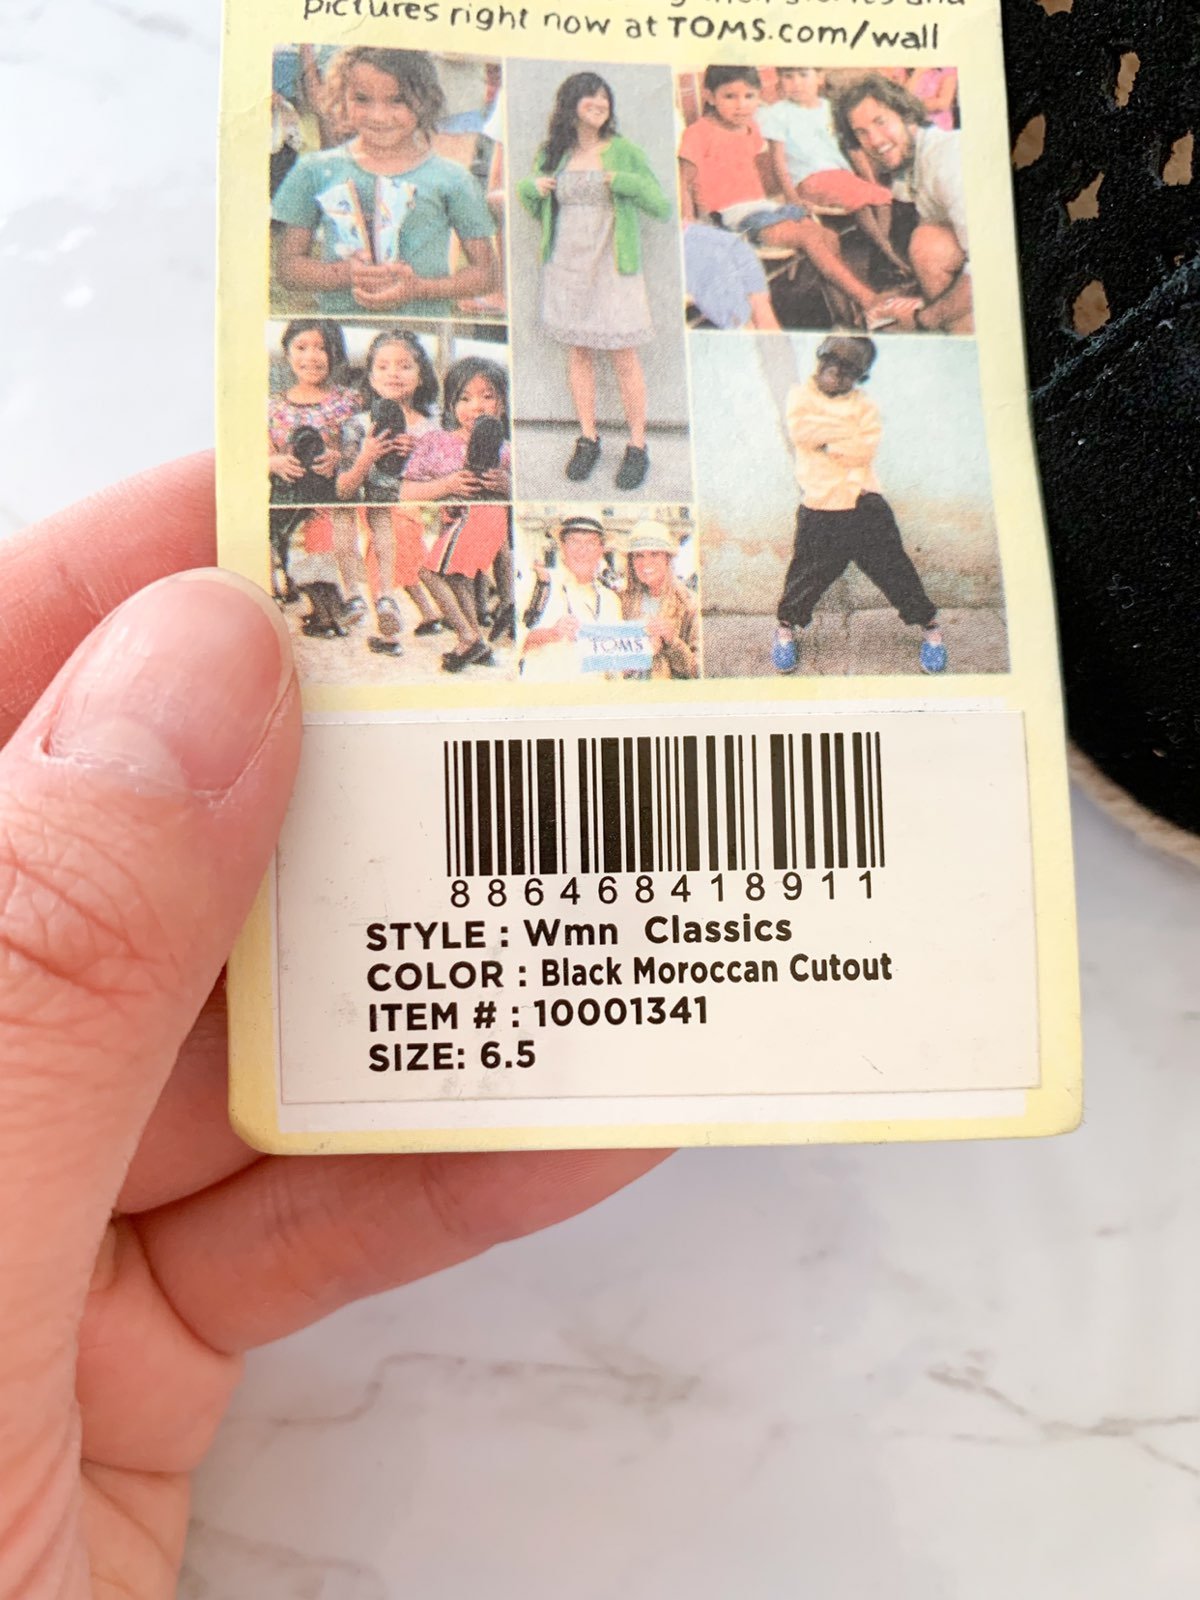 pictures right now at TOMS.com/wall
TOMS
886468418911
STYLE : Wmn Classics
COLOR : Black Moroccan Cutout
ITEM # : 10001341
SIZE: 6.5